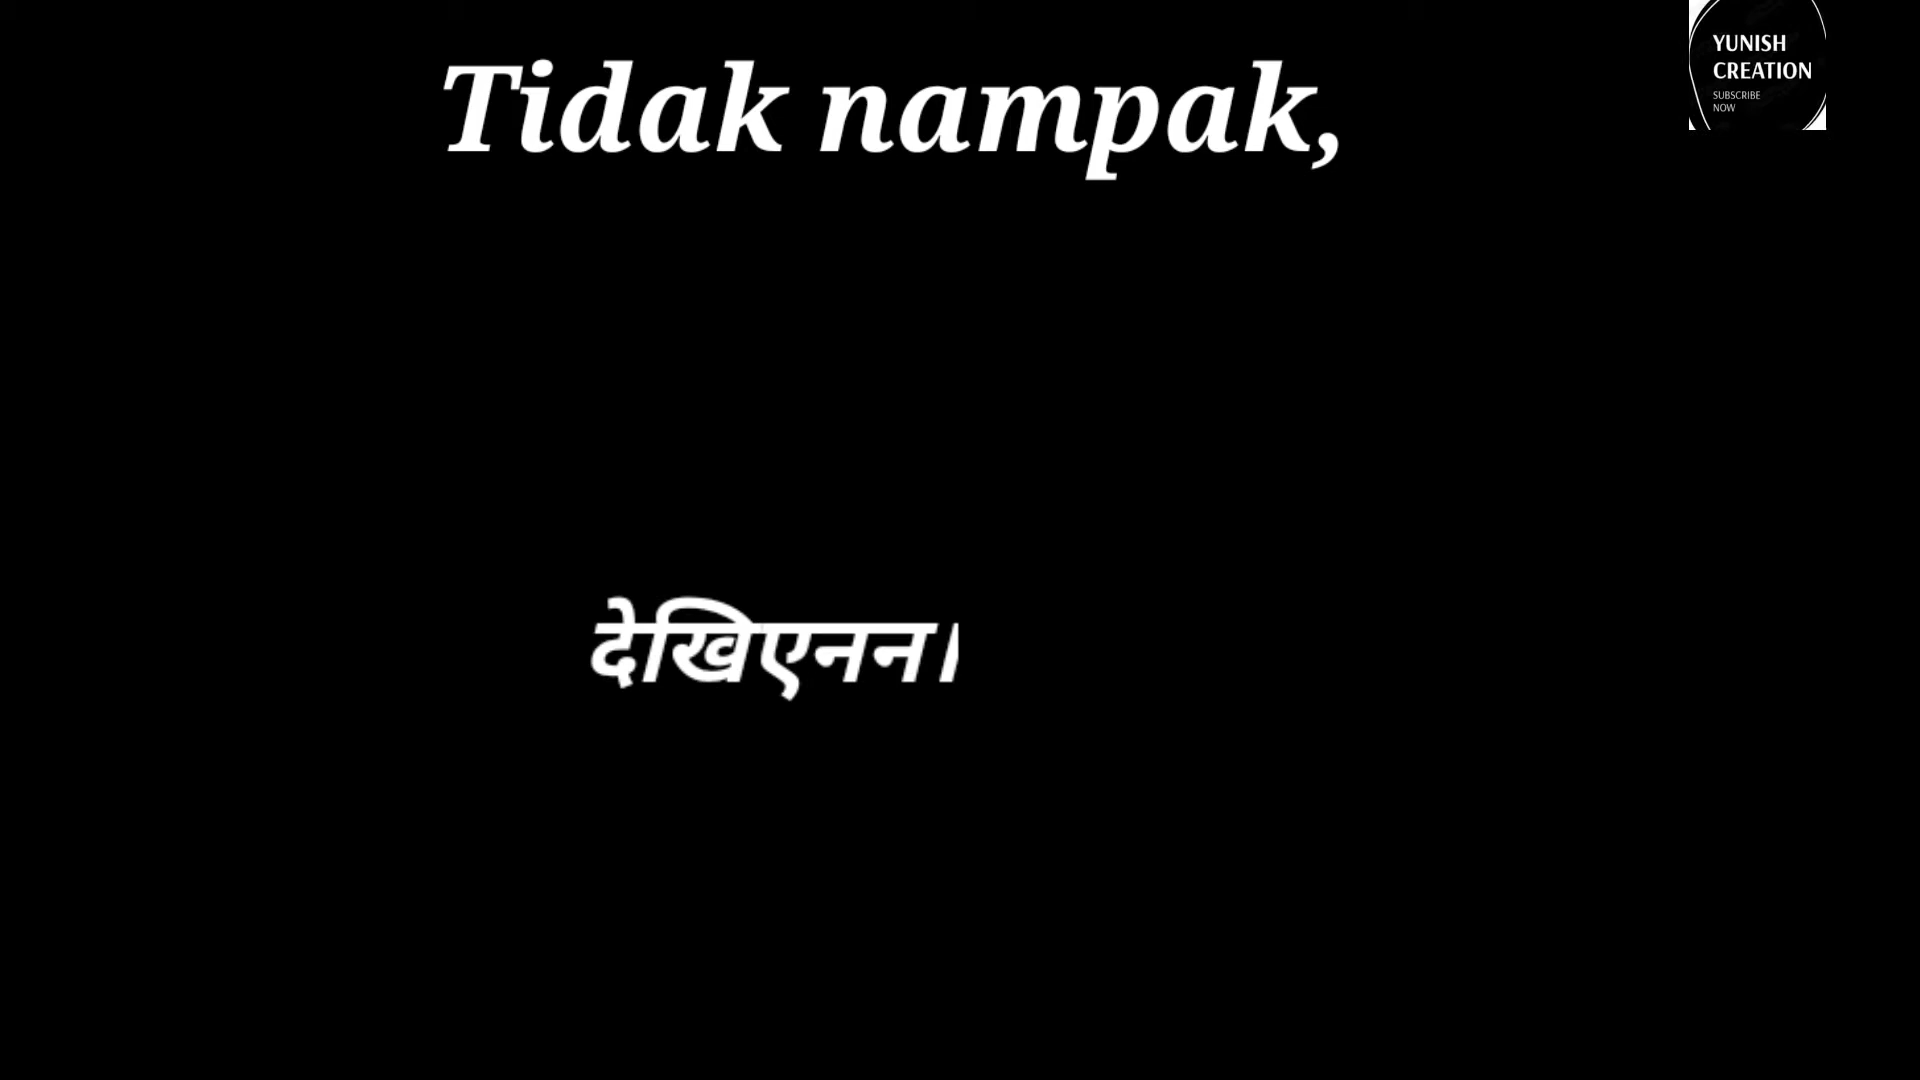 Tidak nampak,
YUNISH
CREATION
SUBSCRIBE
NOW
देखिएनन।